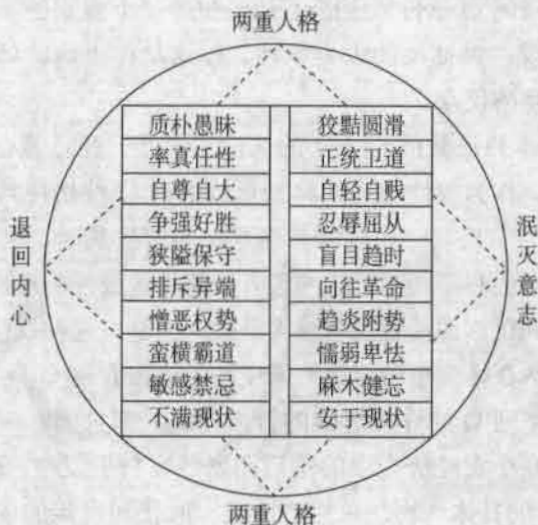 两重人格
质朴愚昧 狡黠圆滑
率真任性 正统卫道
自尊自大 自轻自贱
争强好胜 忍辱屈从
狭隘保守 盲目趋时
排斥异端 向往革命
憎恶权势 趋炎附势
蛮横霸道 懦弱卑怯
敏感禁忌 麻木健忘
不满现状 安于现状
退回内心
泯灭意志
两重人格